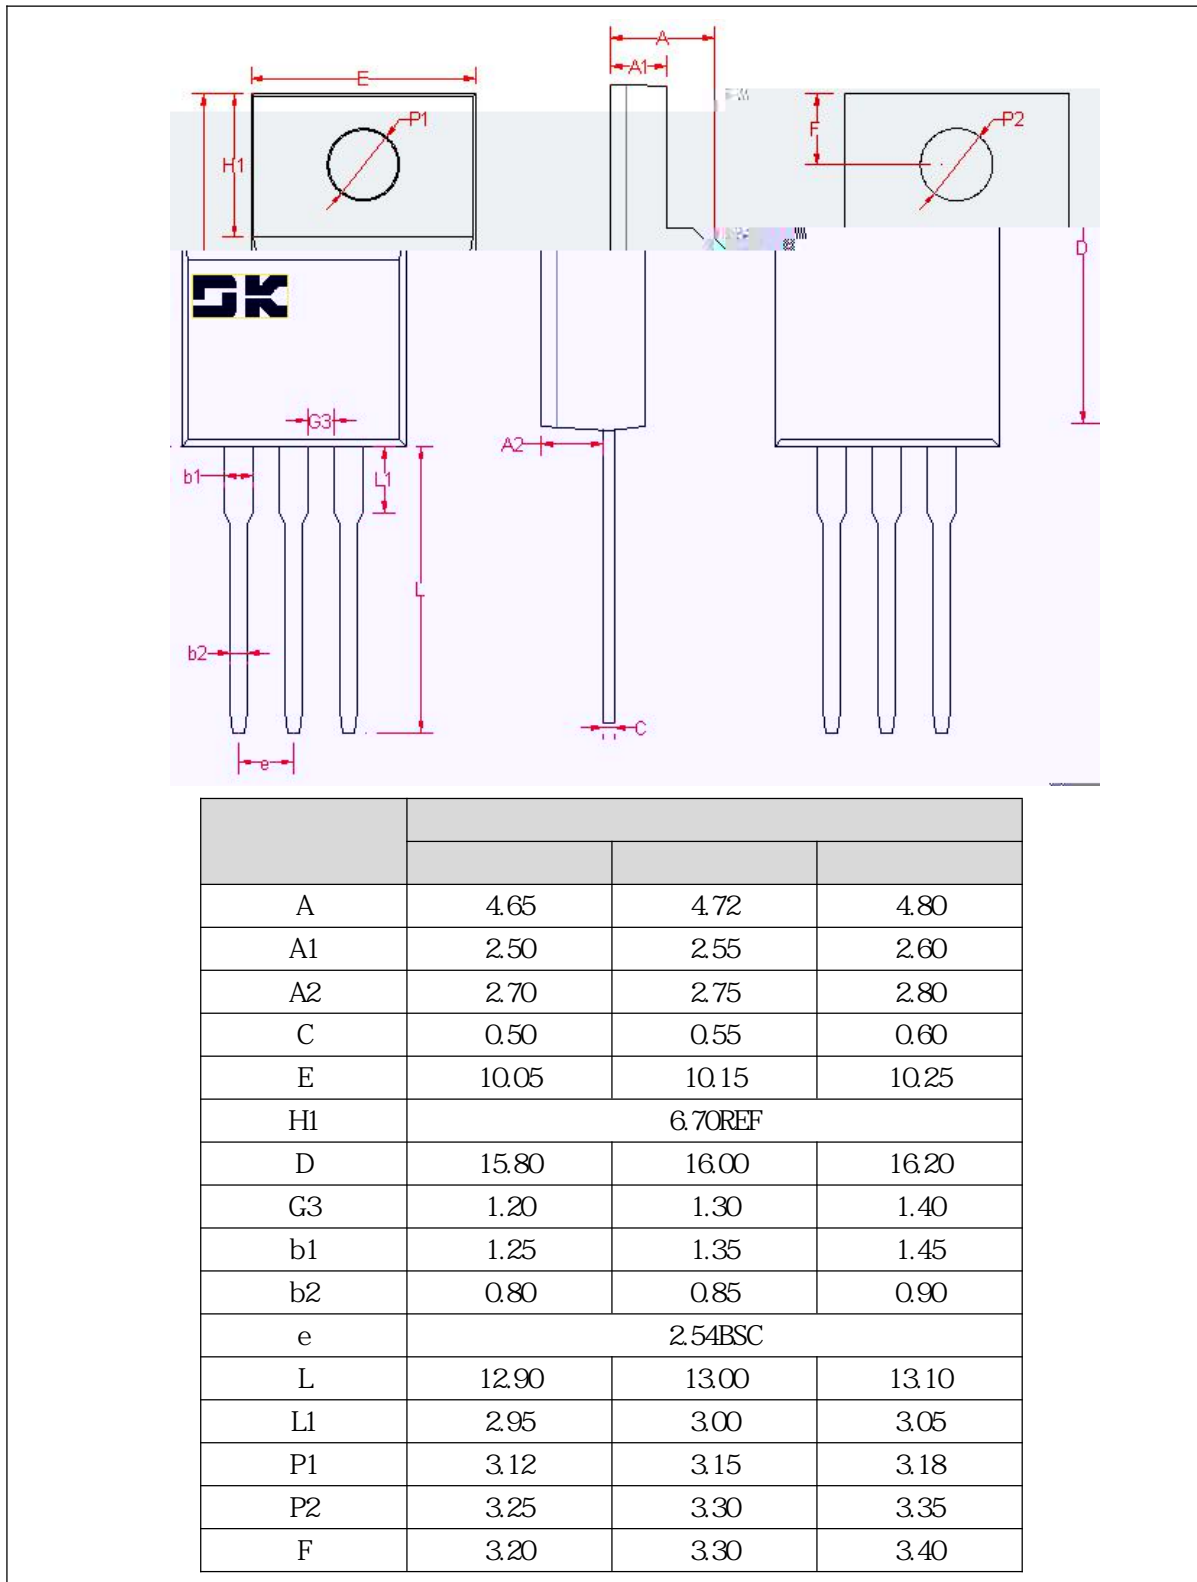 A
A1
E
P1
H1
F
P2
D
G3
A2
b1
L1
L
b2
C
e
A 4.65 4.72 4.80
A1 2.50 2.55 2.60
A2 2.70 2.75 2.80
C 0.50 0.55 0.60
E 10.05 10.15 10.25
H1 6.70REF
D 15.80 16.00 16.20
G3 1.20 1.30 1.40
b1 1.25 1.35 1.45
b2 0.80 0.85 0.90
e 2.54BSC
L 12.90 13.00 13.10
L1 2.95 3.00 3.05
P1 3.12 3.15 3.18
P2 3.25 3.30 3.35
F 3.20 3.30 3.40